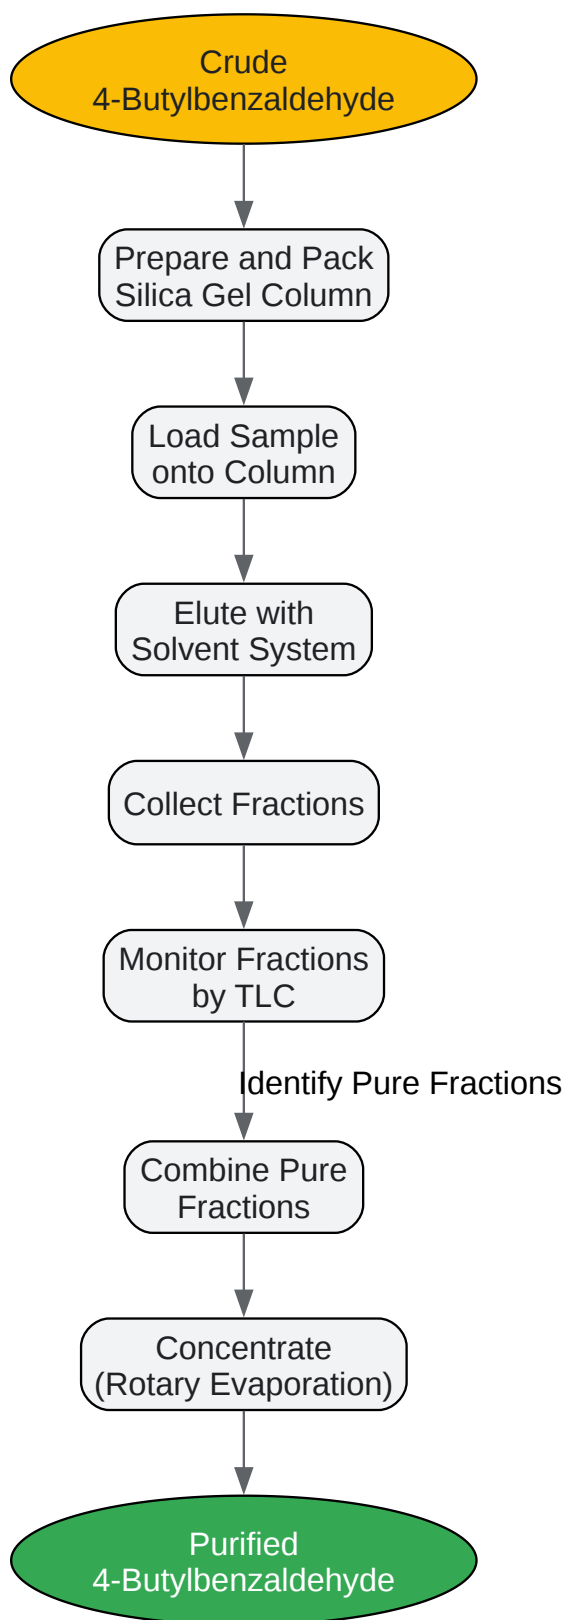 Crude
4-Butylbenzaldehyde
Prepare and Pack
Silica Gel Column
Load Sample
onto Column
Elute with
Solvent System
Collect Fractions
Monitor Fractions
by TLC
Identify Pure Fractions
Combine Pure
Fractions
Concentrate
(Rotary Evaporation)
Purified
4-Butylbenzaldehyde